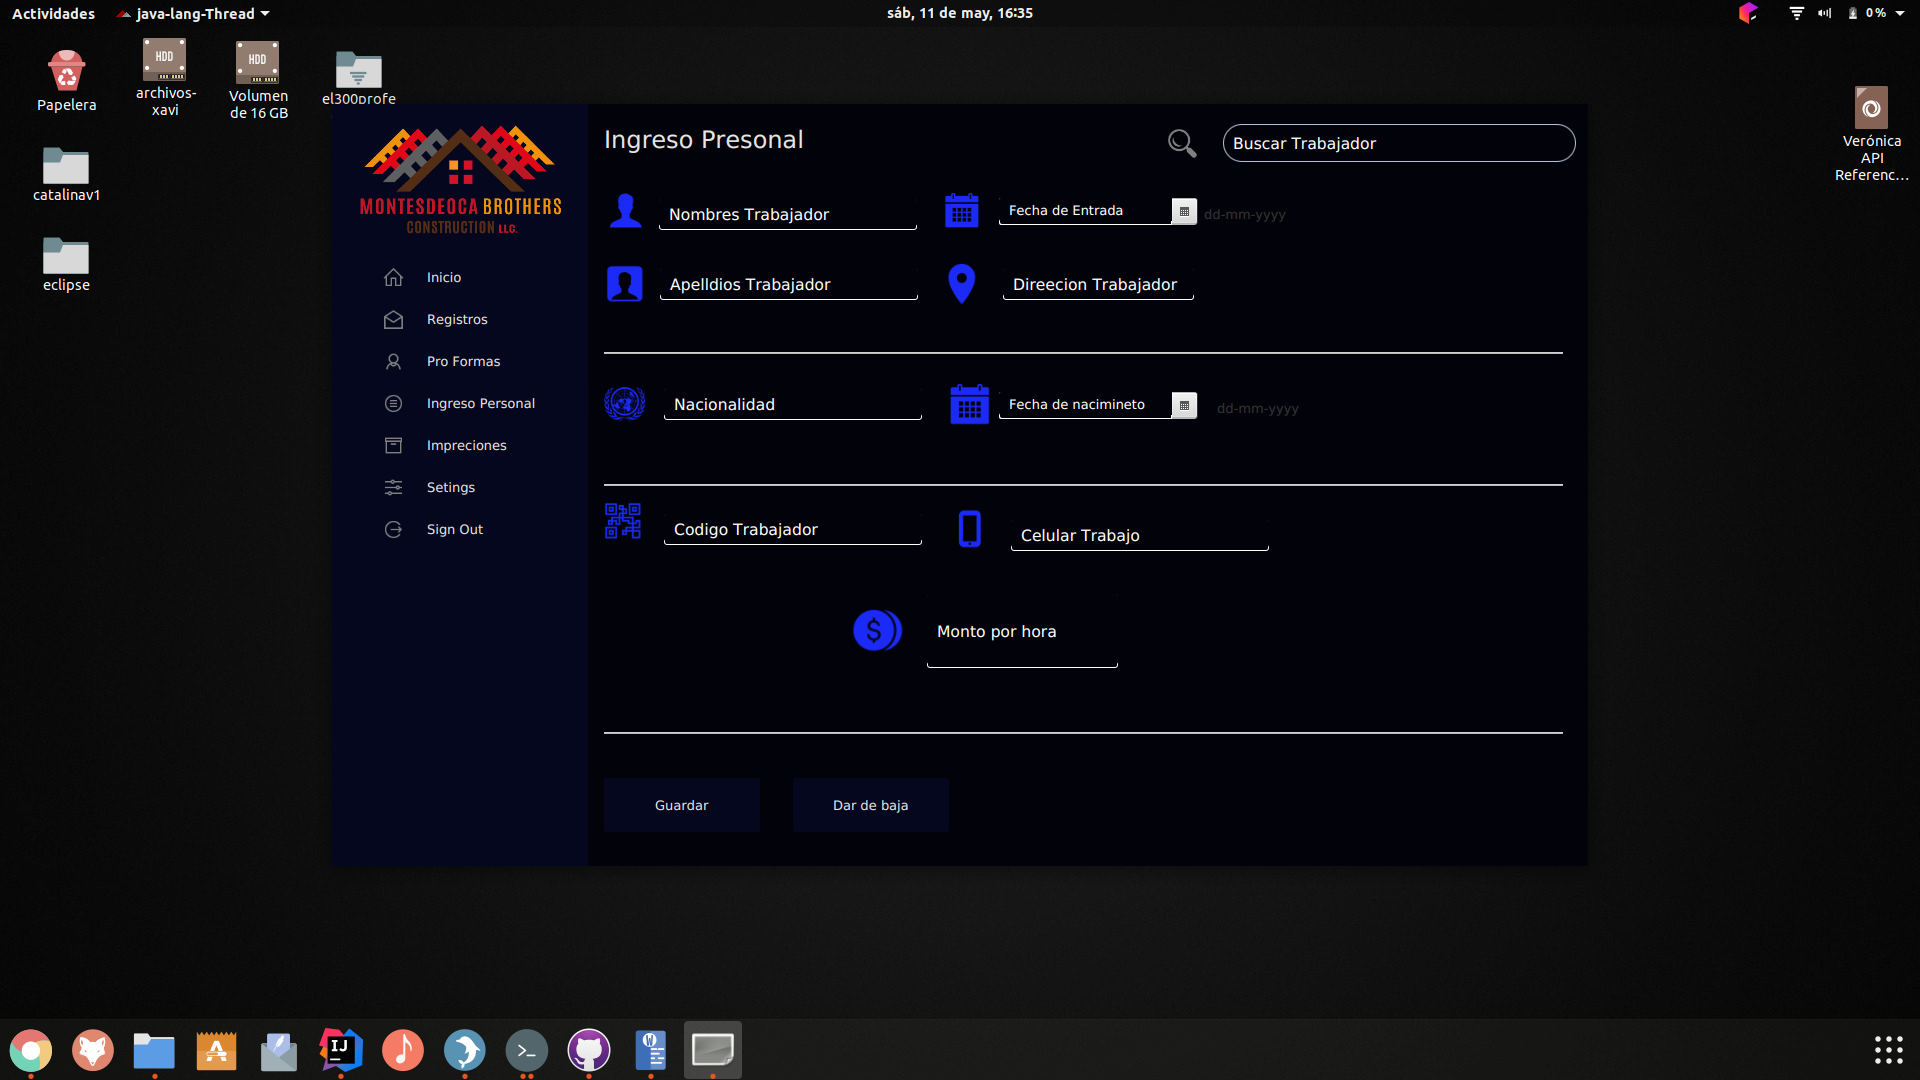 Actividades
java-lang-Thread
sáb, 11 de may, 16:35
0 %
HDD
HDD
Papelera
archivos-
xavi
Volumen
de 16 GB
el300profe
catalinav1
eclipse
Verónica
API
Referenc...
MONTESDEOCA BROTHERS
CONSTRUCTION LLC.
Inicio
Registros
Pro Formas
Ingreso Personal
Impreciones
Setings
Sign Out
Ingreso Presonal
Buscar Trabajador
Nombres Trabajador
Fecha de Entrada
dd-mm-yyyy
Apelldios Trabajador
Direecion Trabajador
Nacionalidad
Fecha de nacimineto
dd-mm-yyyy
Codigo Trabajador
Celular Trabajo
$
Monto por hora
Guardar
Dar de baja
A
IJ
>_
W